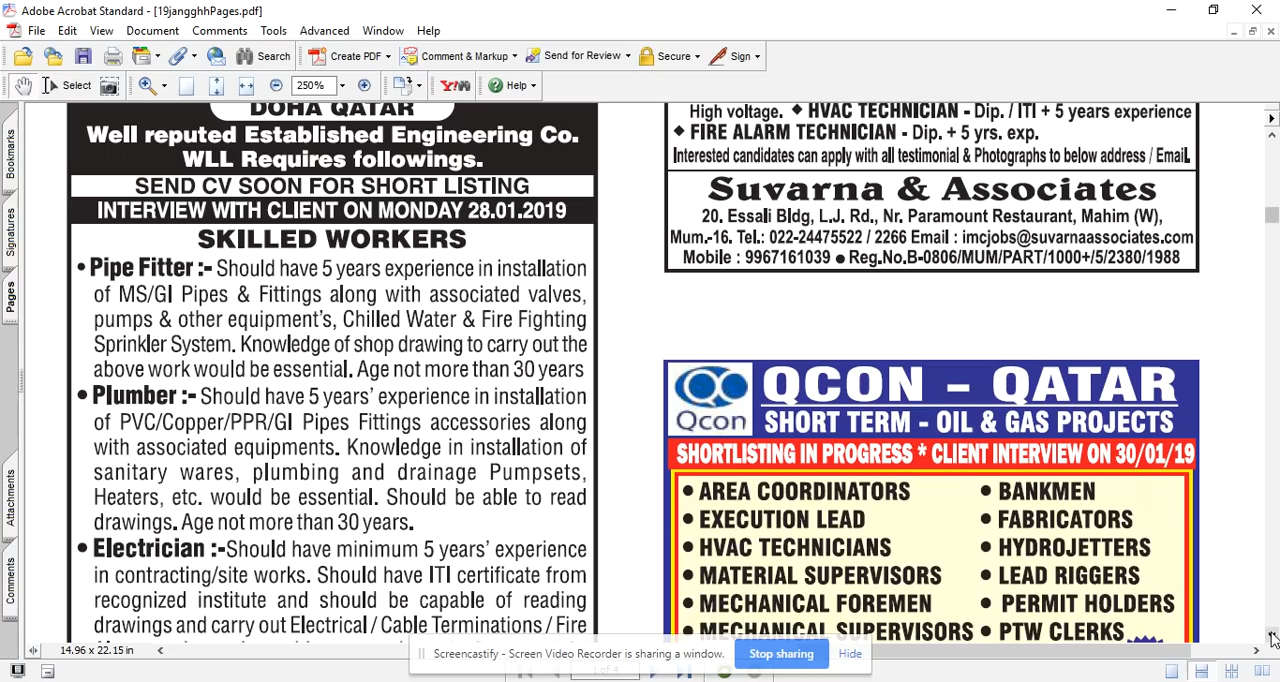 Adobe Acrobat Standard - [19jangghhPages.pdf]
File Edit View Document Comments Tools Advanced Window Help
Search Create PDF Comment & Markup Send for Review Secure Sign
Select 250% Y! Help
Bookmarks
Signatures
Pages
Attachments
Comments
DOHA QATAR
Well reputed Established Engineering Co.
WLL Requires followings.
SEND CV SOON FOR SHORT LISTING
INTERVIEW WITH CLIENT ON MONDAY 28.01.2019
SKILLED WORKERS
• Pipe Fitter :- Should have 5 years experience in installation
of MS/GI Pipes & Fittings along with associated valves,
pumps & other equipment's, Chilled Water & Fire Fighting
Sprinkler System. Knowledge of shop drawing to carry out the
above work would be essential. Age not more than 30 years
• Plumber :- Should have 5 years' experience in installation
of PVC/Copper/PPR/GI Pipes Fittings accessories along
with associated equipments. Knowledge in installation of
sanitary wares, plumbing and drainage Pumpsets,
Heaters, etc. would be essential. Should be able to read
drawings. Age not more than 30 years.
• Electrician :-Should have minimum 5 years' experience
in contracting/site works. Should have ITI certificate from
recognized institute and should be capable of reading
drawings and carry out Electrical / Cable Terminations / Fire
High voltage. ♦ HVAC TECHNICIAN - Dip. / ITI + 5 years experience
♦ FIRE ALARM TECHNICIAN - Dip. + 5 yrs. exp.
Interested candidates can apply with all testimonial & Photographs to below address / Email.
Suvarna & Associates
20. Essali Bldg, L.J. Rd., Nr. Paramount Restaurant, Mahim (W),
Mum.-16. Tel.: 022-24475522 / 2266 Email : imcjobs@suvarnaassociates.com
Mobile : 9967161039 ● Reg.No.B-0806/MUM/PART/1000+/5/2380/1988
Qcon
QCON - QATAR
SHORT TERM - OIL & GAS PROJECTS
SHORTLISTING IN PROGRESS * CLIENT INTERVIEW ON 30/01/19
• AREA COORDINATORS
• EXECUTION LEAD
• HVAC TECHNICIANS
• MATERIAL SUPERVISORS
• MECHANICAL FOREMEN
• MECHANICAL SUPERVISORS
• BANKMEN
• FABRICATORS
• HYDROJETTERS
• LEAD RIGGERS
• PERMIT HOLDERS
• PTW CLERKS
14.96 x 22.15 in
Screencastify - Screen Video Recorder is sharing a window. Stop sharing Hide
1 of 4